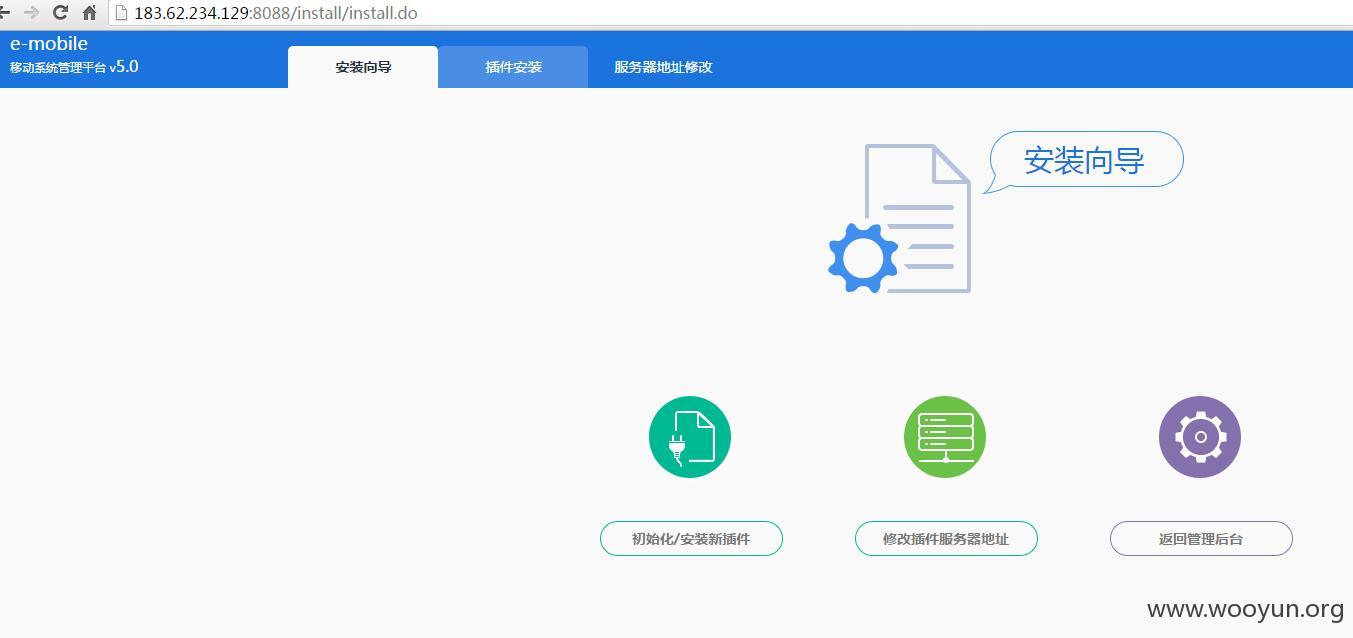 183.62.234.129:8088/install/install.do
e-mobile
移动系统管理平台 v5.0
安装向导
插件安装
服务器地址修改
安装向导
初始化/安装新插件
修改插件服务器地址
返回管理后台
www.wooyun.org